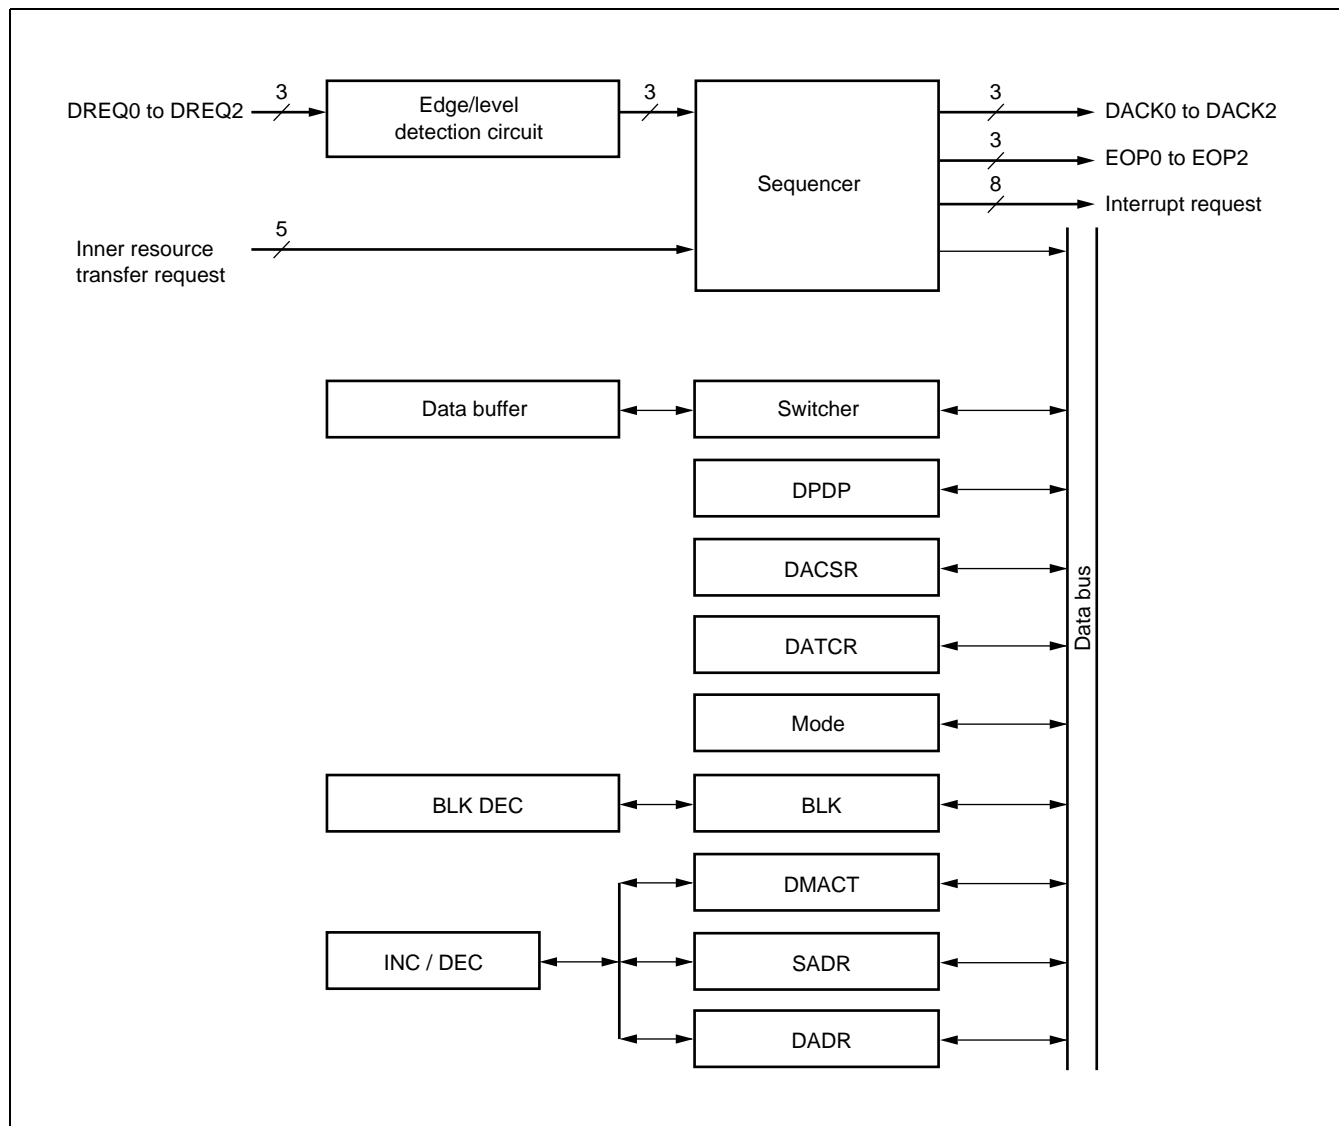 DREQ0 to DREQ2
3
Edge/level
detection circuit
3
Sequencer
3
DACK0 to DACK2
3
EOP0 to EOP2
8
Interrupt request
Inner resource
transfer request
5
Data buffer
Switcher
DPDP
DACSR
DATCR
Mode
BLK DEC
BLK
DMACT
INC / DEC
SADR
DADR
Data bus